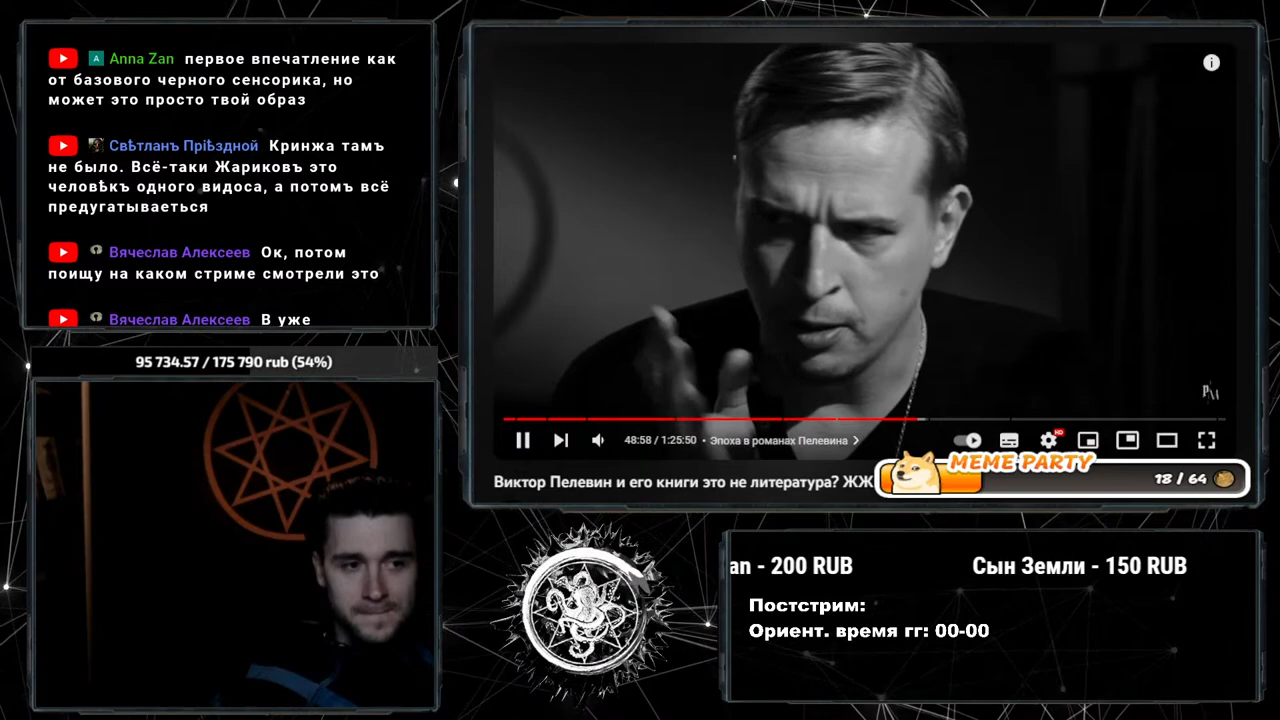 Anna Zan первое впечатление как
от базового черного сенсорика, но
может это просто твой образ
Свѣтланъ Пріѣздной Кринжа тамъ
не было. Всё-таки Жариковъ это
человѣкъ одного видоса, а потомъ всё
предугатываеться
Вячеслав Алексеев Ок, потом
поищу на каком стриме смотрели это
Вячеслав Алексеев В уже
95 734.57 / 175 790 rub (54%)
48:58 / 1:25:50 • Эпоха в романах Пелевина
HD
Виктор Пелевин и его книги это не литература? ЖЖ
MEME PARTY
18 / 64
an - 200 RUB
Сын Земли - 150 RUB
Постстрим:
Ориент. время гг: 00-00